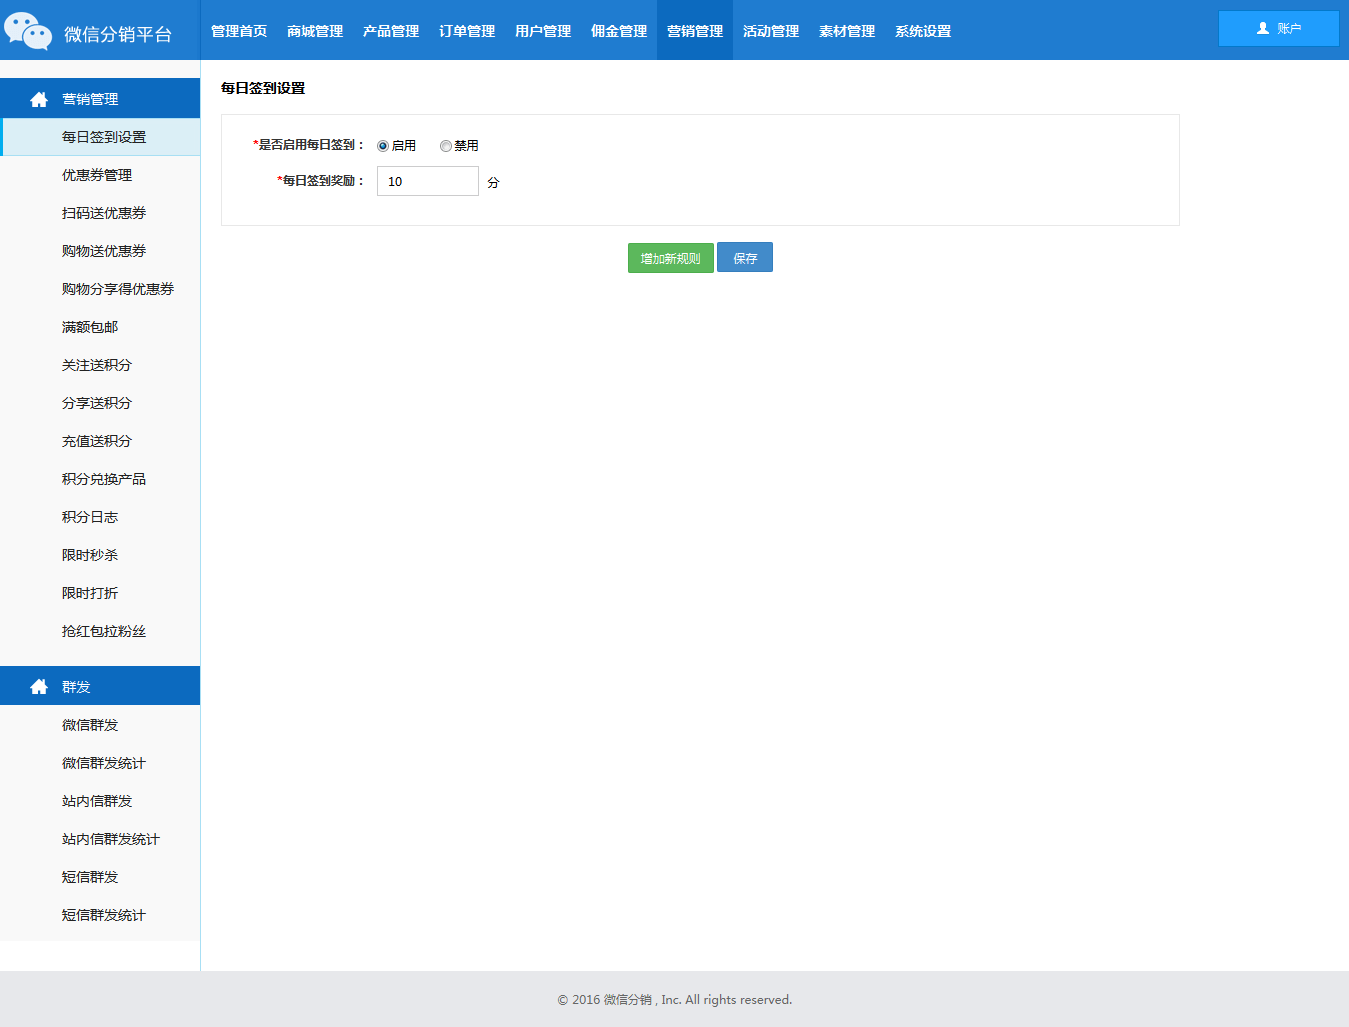 微信分销平台
管理首页 商城管理 产品管理 订单管理 用户管理 佣金管理 营销管理 活动管理 素材管理 系统设置
账户
营销管理
每日签到设置
优惠券管理
扫码送优惠券
购物送优惠券
购物分享得优惠券
满额包邮
关注送积分
分享送积分
充值送积分
积分兑换产品
积分日志
限时秒杀
限时打折
抢红包拉粉丝
群发
微信群发
微信群发统计
站内信群发
站内信群发统计
短信群发
短信群发统计
每日签到设置
*是否启用每日签到： 启用 禁用
*每日签到奖励： 10 分
增加新规则 保存
© 2016 微信分销 , Inc. All rights reserved.